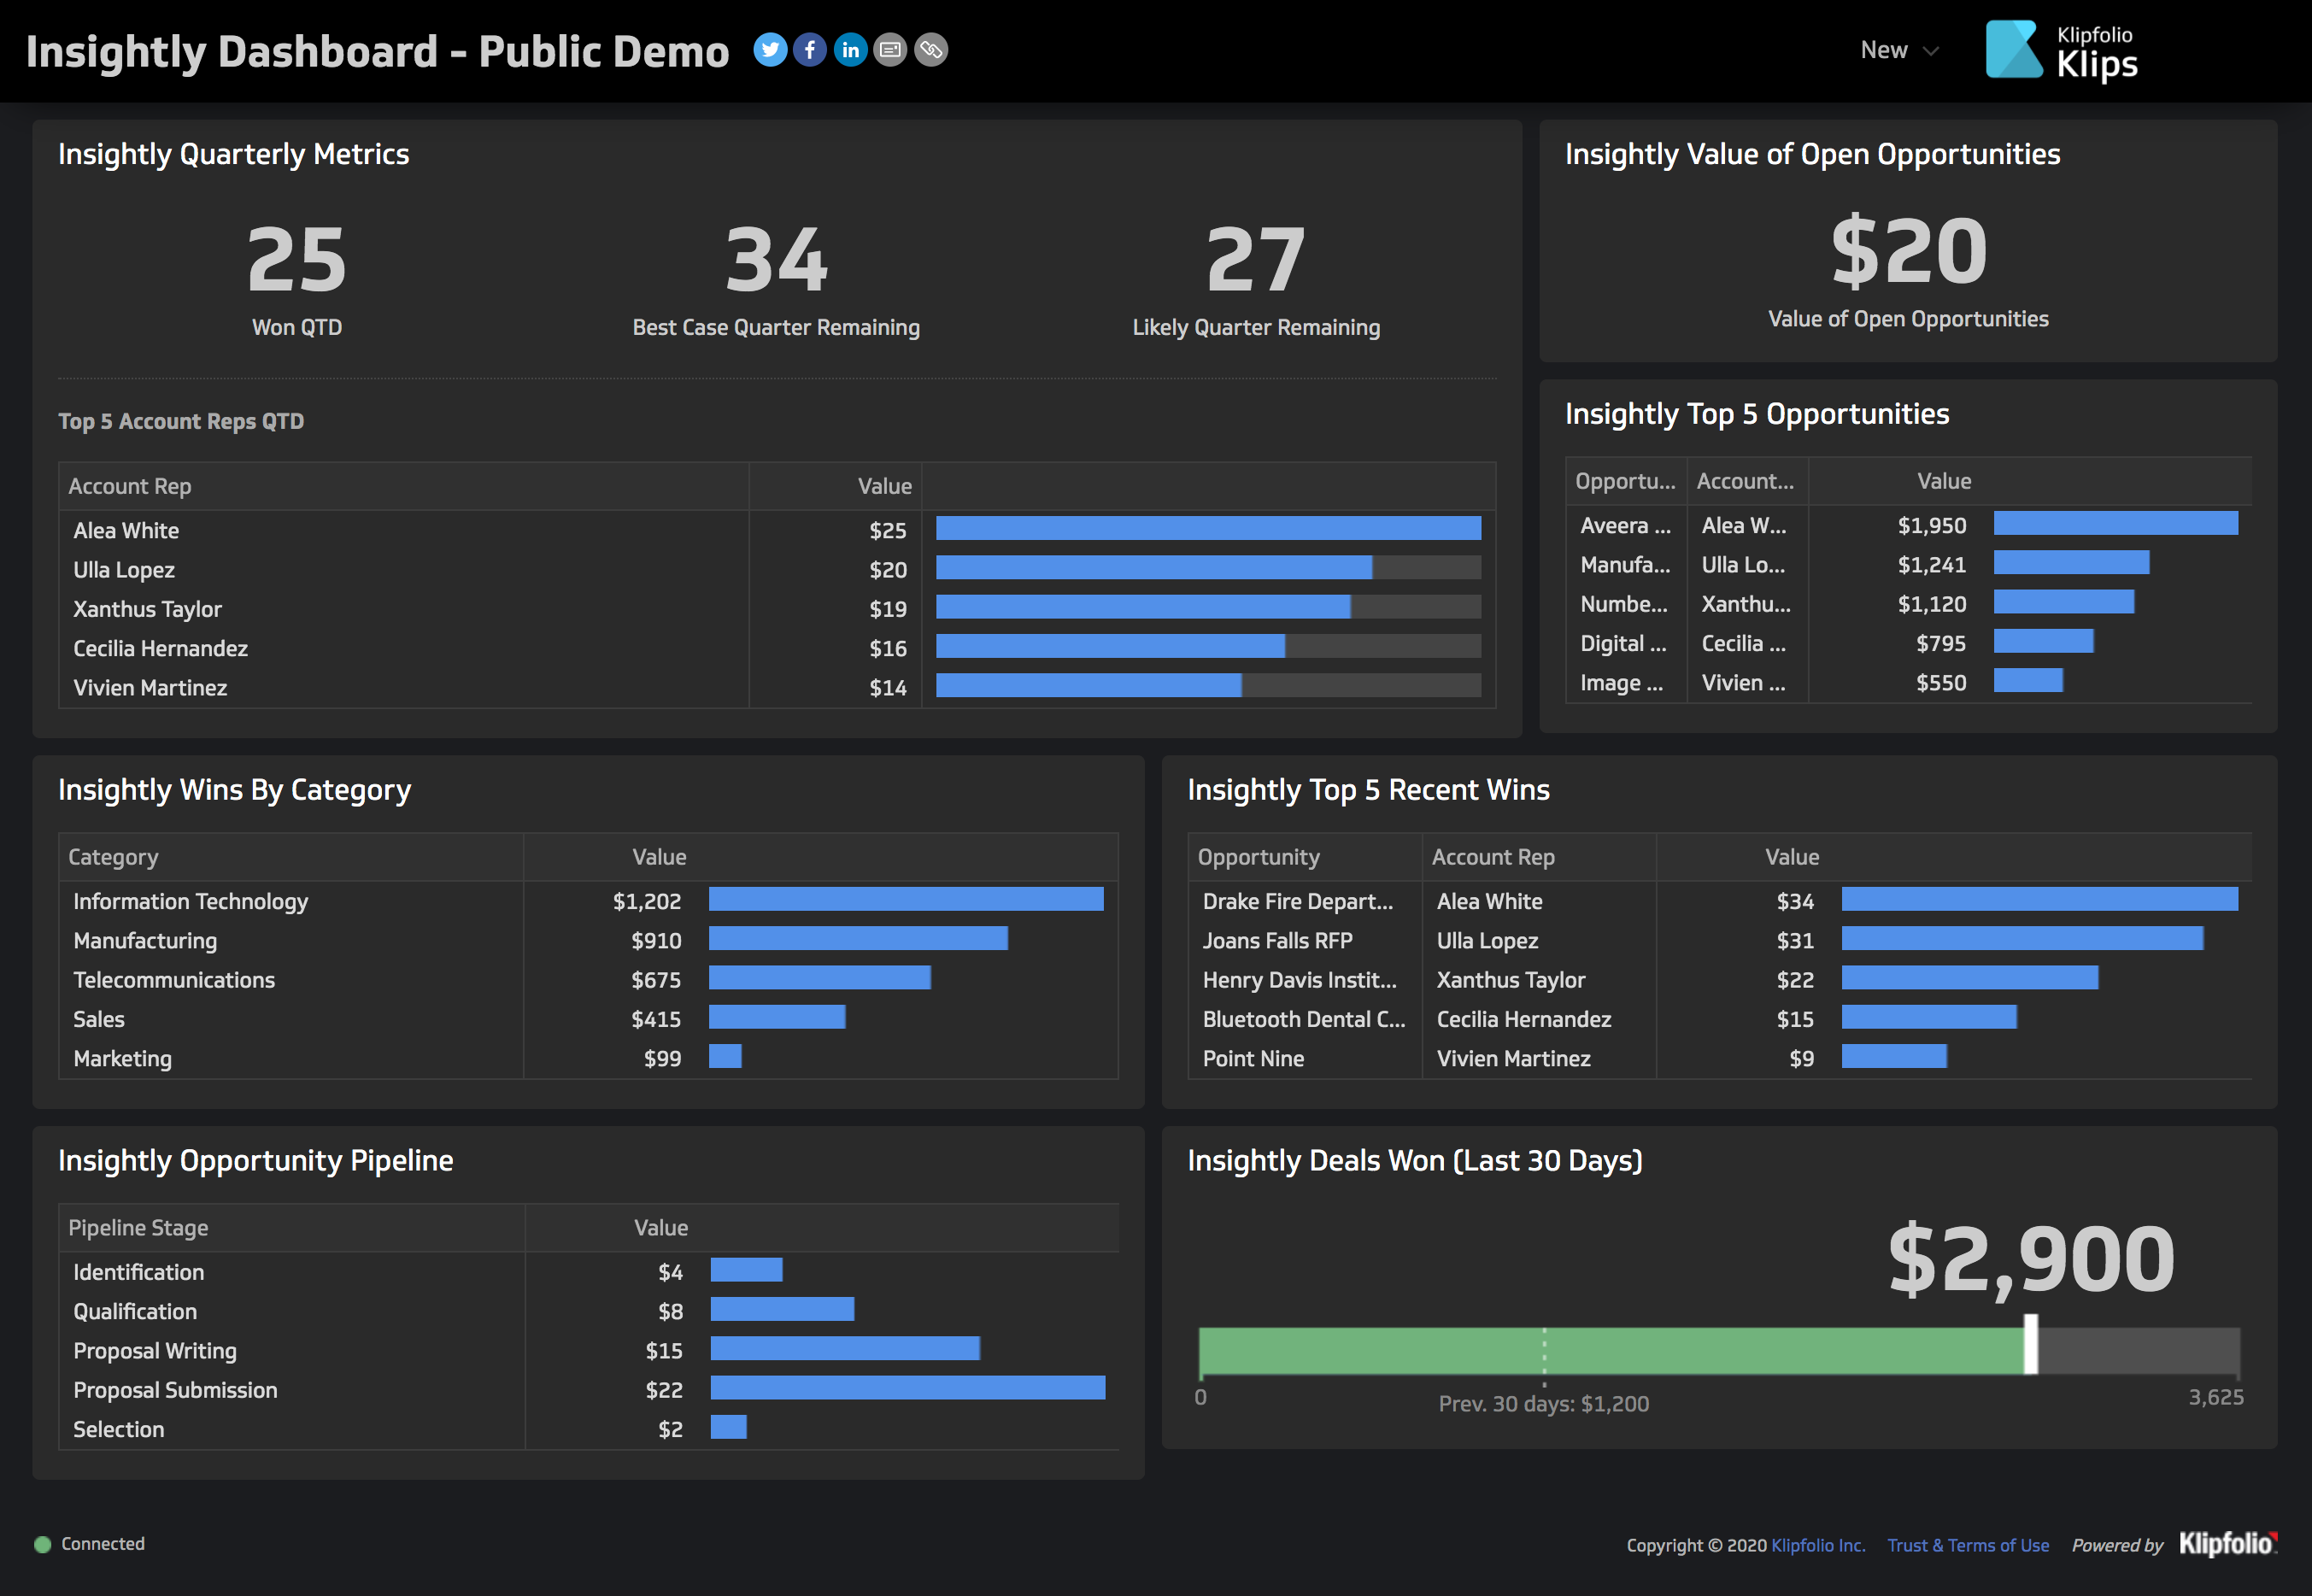 Insightly Dashboard - Public Demo
New
Klipfolio
Klips
Insightly Quarterly Metrics
25
34
27
Won QTD
Best Case Quarter Remaining
Likely Quarter Remaining
Top 5 Account Reps QTD
Account Rep Value
Alea White $25
Ulla Lopez $20
Xanthus Taylor $19
Cecilia Hernandez $16
Vivien Martinez $14
Insightly Value of Open Opportunities
$20
Value of Open Opportunities
Insightly Top 5 Opportunities
Opportu... Account... Value
Aveera ... Alea W... $1,950
Manufa... Ulla Lo... $1,241
Numbe... Xanthu... $1,120
Digital ... Cecilia ... $795
Image ... Vivien ... $550
Insightly Wins By Category
Category Value
Information Technology $1,202
Manufacturing $910
Telecommunications $675
Sales $415
Marketing $99
Insightly Top 5 Recent Wins
Opportunity Account Rep Value
Drake Fire Depart... Alea White $34
Joans Falls RFP Ulla Lopez $31
Henry Davis Instit... Xanthus Taylor $22
Bluetooth Dental C... Cecilia Hernandez $15
Point Nine Vivien Martinez $9
Insightly Opportunity Pipeline
Pipeline Stage Value
Identification $4
Qualification $8
Proposal Writing $15
Proposal Submission $22
Selection $2
Insightly Deals Won (Last 30 Days)
$2,900
0
Prev. 30 days: $1,200
3,625
Connected
Copyright © 2020 Klipfolio Inc. Trust & Terms of Use Powered by Klipfolio